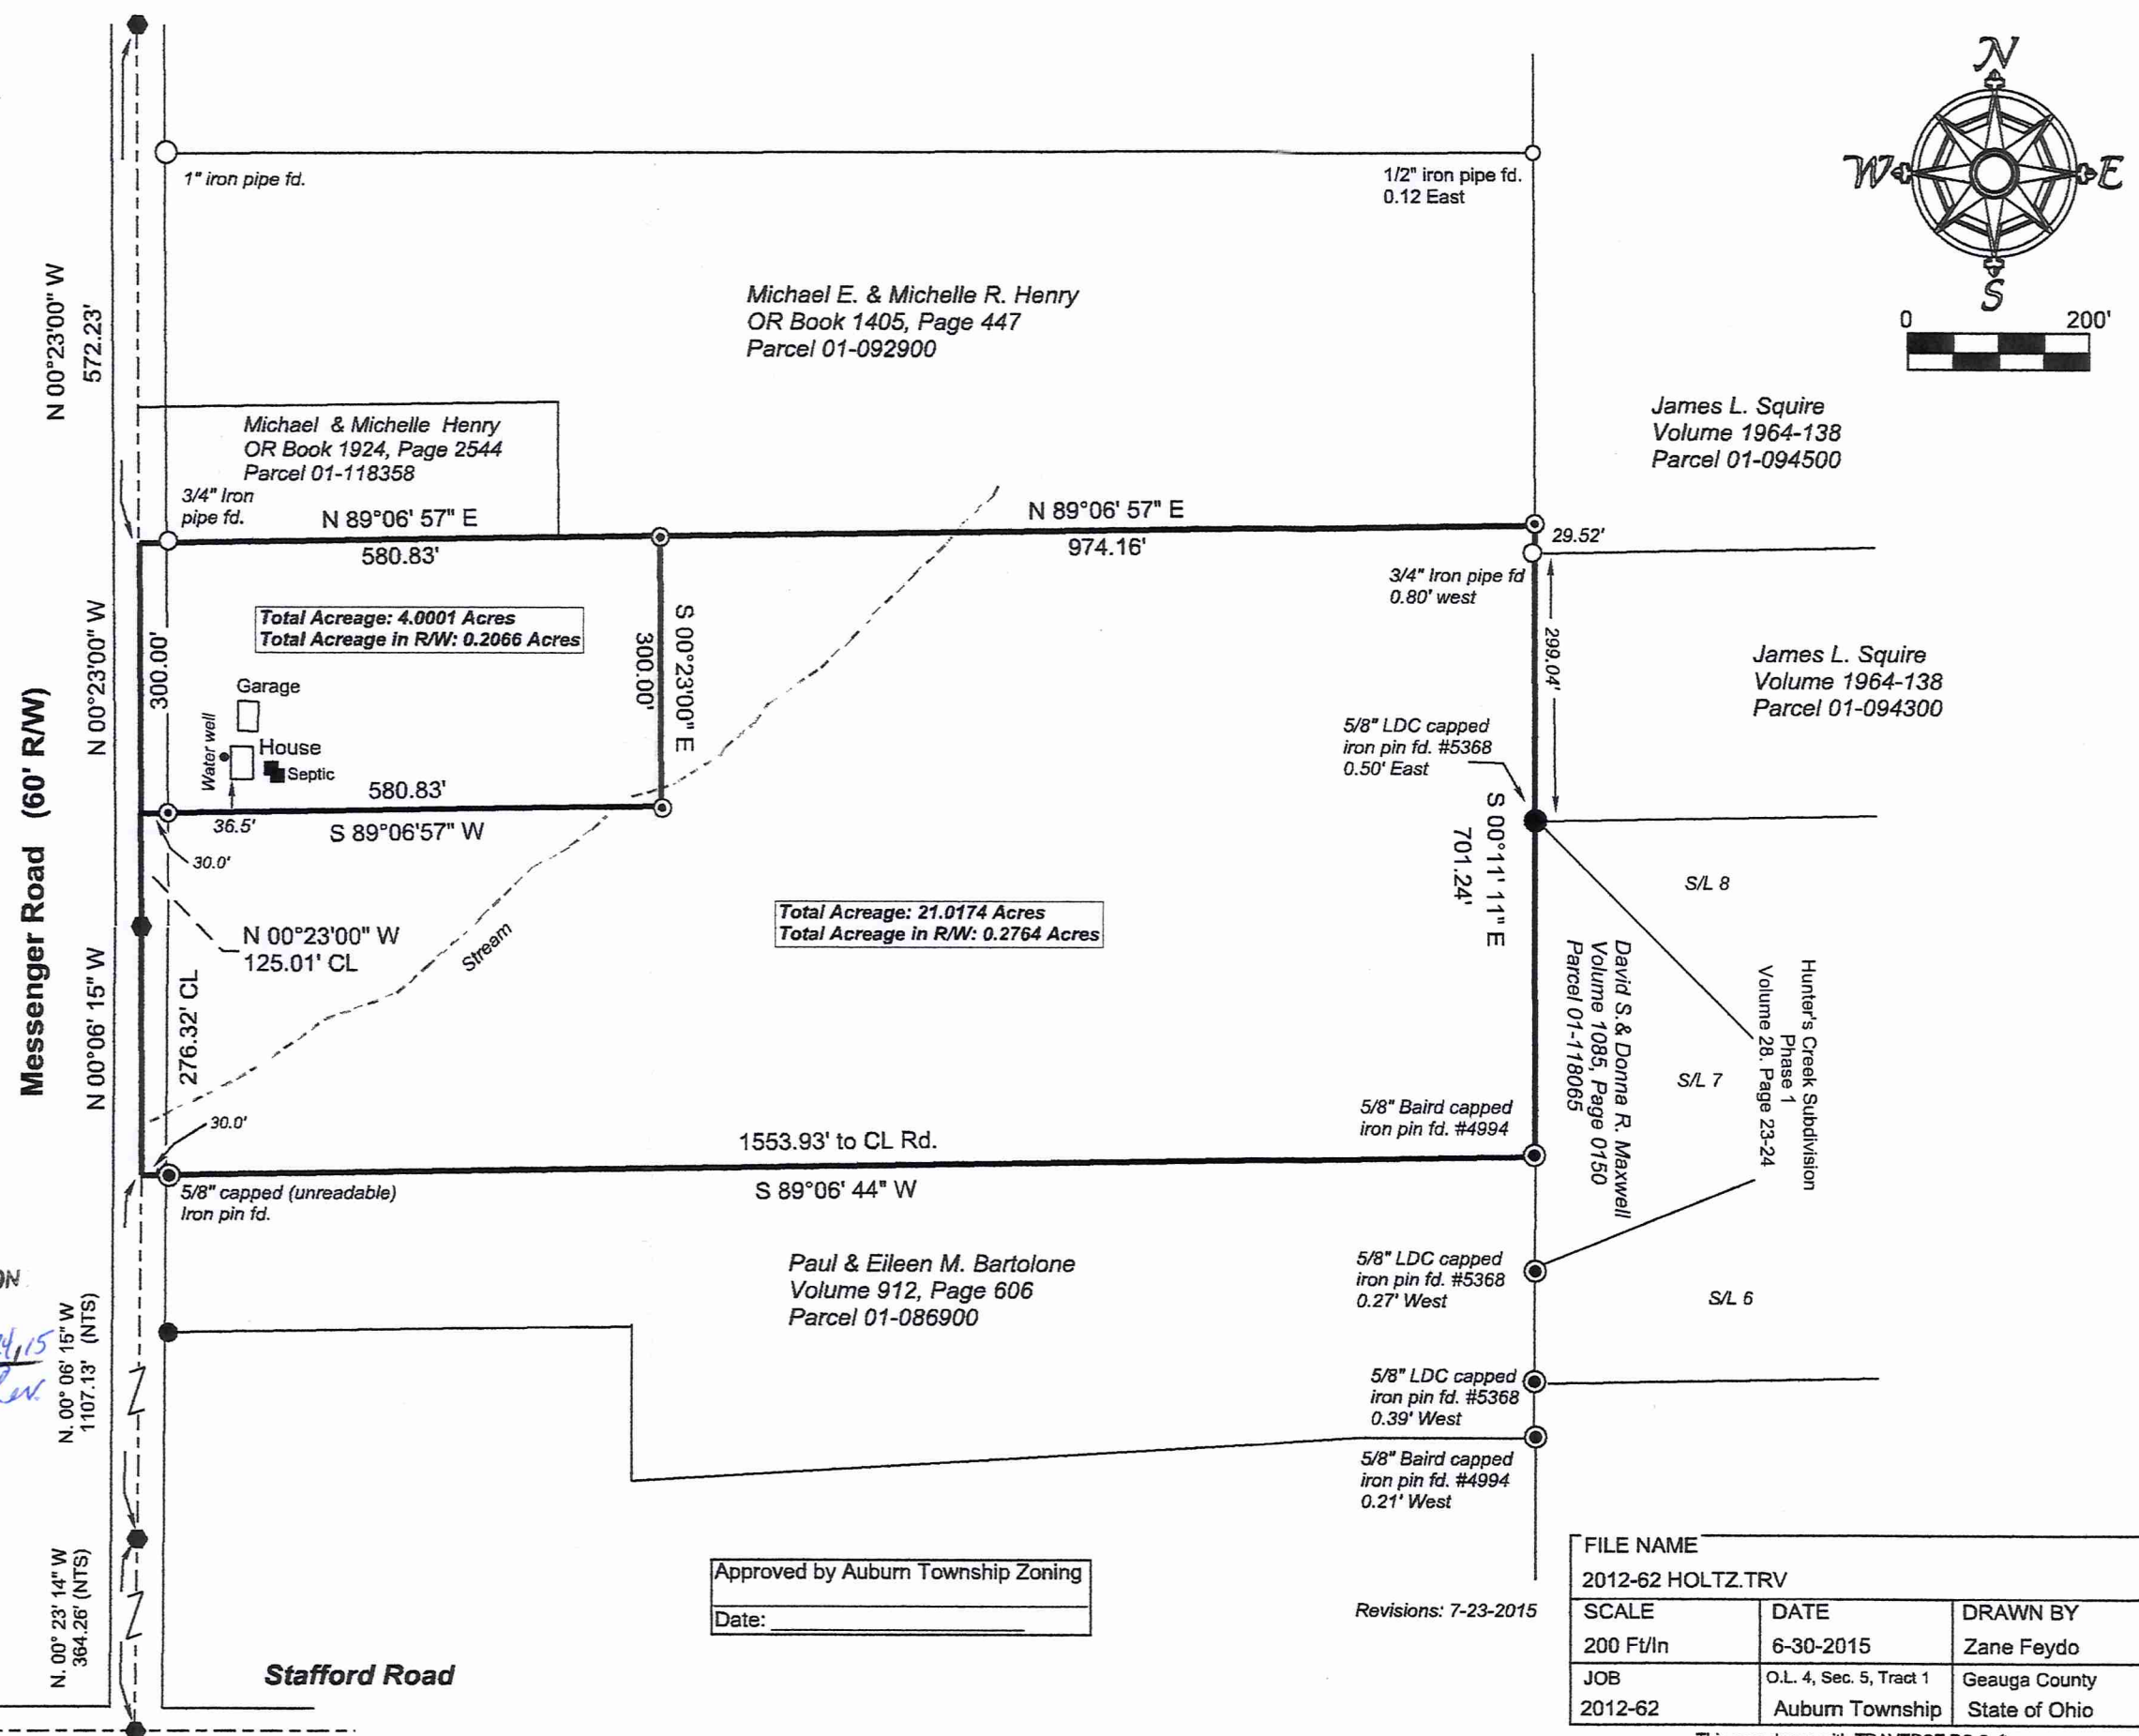 N
W
E
S
0 200'
1" iron pipe fd.
1/2" iron pipe fd.
0.12 East
N 00°23'00" W
572.23'
Michael E. & Michelle R. Henry
OR Book 1405, Page 447
Parcel 01-092900
James L. Squire
Volume 1964-138
Parcel 01-094500
Michael & Michelle Henry
OR Book 1924, Page 2544
Parcel 01-118358
3/4" Iron
pipe fd.
N 89°06' 57" E
580.83'
N 89°06' 57" E
974.16'
29.52'
3/4" Iron pipe fd
0.80' west
299.04'
James L. Squire
Volume 1964-138
Parcel 01-094300
Total Acreage: 4.0001 Acres
Total Acreage in R/W: 0.2066 Acres
N 00°23'00" W
300.00'
S 00°23'00" E
300.00'
Garage
House
Septic
Water well
36.5'
580.83'
S 89°06'57" W
30.0'
5/8" LDC capped
iron pin fd. #5368
0.50' East
S 00°11' 11" E
701.24'
Messenger Road (60' R/W)
N 00°23'00" W
125.01' CL
N 00°06' 15" W
276.32' CL
Stream
Total Acreage: 21.0174 Acres
Total Acreage in R/W: 0.2764 Acres
S/L 8
S/L 7
S/L 6
Hunter's Creek Subdivision
Phase 1
Volume 28. Page 23-24
David S.& Donna R. Maxwell
Volume 1085, Page 0150
Parcel 01-118065
30.0'
5/8" Baird capped
iron pin fd. #4994
1553.93' to CL Rd.
S 89°06' 44" W
5/8" capped (unreadable)
Iron pin fd.
Paul & Eileen M. Bartolone
Volume 912, Page 606
Parcel 01-086900
5/8" LDC capped
iron pin fd. #5368
0.27' West
5/8" LDC capped
iron pin fd. #5368
0.39' West
5/8" Baird capped
iron pin fd. #4994
0.21' West
N. 00° 06' 15" W
1107.13' (NTS)
N. 00° 23' 14" W
364.26' (NTS)
Stafford Road
Approved by Auburn Township Zoning
Date:
Revisions: 7-23-2015
FILE NAME
2012-62 HOLTZ.TRV
SCALE DATE DRAWN BY
200 Ft/In 6-30-2015 Zane Feydo
JOB O.L. 4, Sec. 5, Tract 1 Geauga County
2012-62 Auburn Township State of Ohio